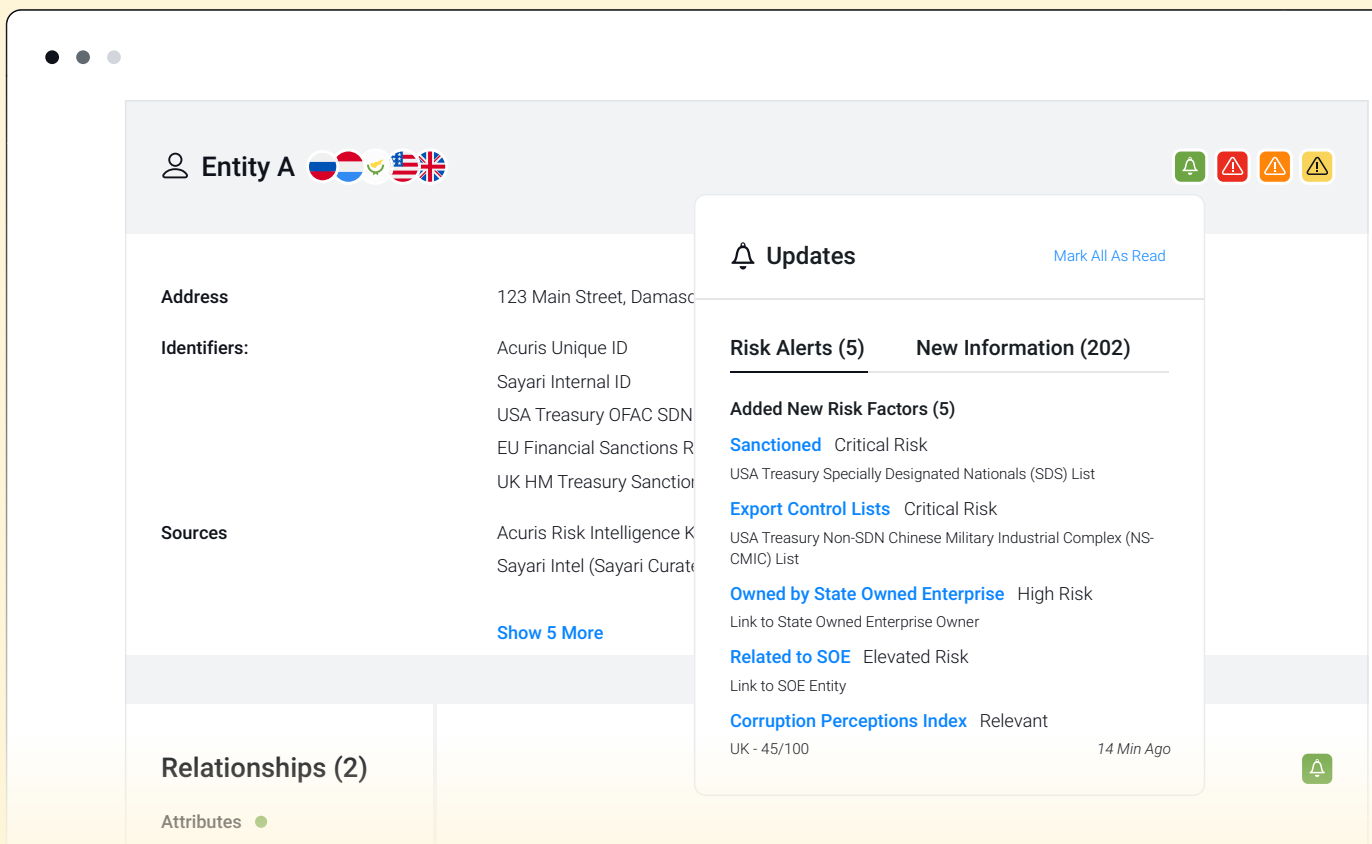 Entity A
Address
123 Main Street, Damasc
Identifiers:
Acuris Unique ID
Sayari Internal ID
USA Treasury OFAC SDN
EU Financial Sanctions R
UK HM Treasury Sanction
Sources
Acuris Risk Intelligence K
Sayari Intel (Sayari Curate
Show 5 More
Relationships (2)
Attributes
Updates
Mark All As Read
Risk Alerts (5)
New Information (202)
Added New Risk Factors (5)
Sanctioned Critical Risk
USA Treasury Specially Designated Nationals (SDS) List
Export Control Lists Critical Risk
USA Treasury Non-SDN Chinese Military Industrial Complex (NS-
CMIC) List
Owned by State Owned Enterprise High Risk
Link to State Owned Enterprise Owner
Related to SOE Elevated Risk
Link to SOE Entity
Corruption Perceptions Index Relevant
UK - 45/100
14 Min Ago